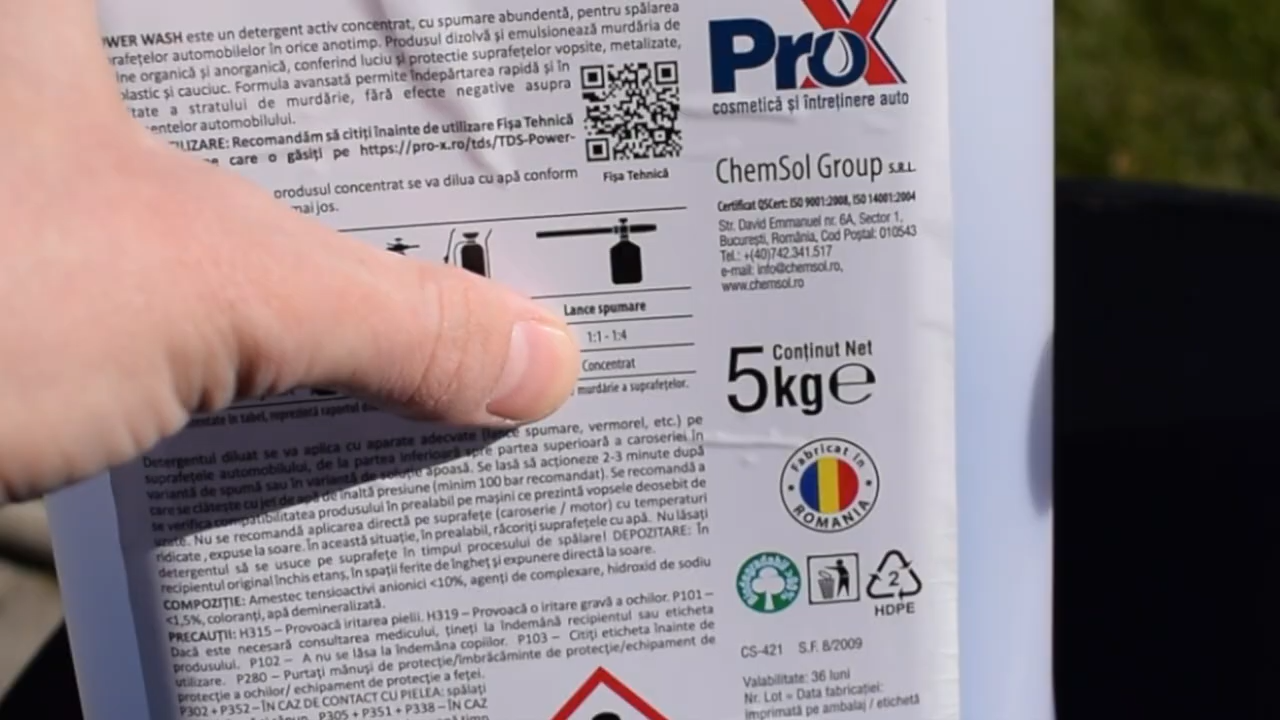 WER WASH este un detergent activ concentrat, cu spumare abundentă, pentru spălarea
rafețelor automobilelor în orice anotimp. Produsul dizolvă și emulsionează murdăria de
ine organică și anorganică, conferind luciu și protectie suprafețelor vopsite, metalizate,
plastic și cauciuc. Formula avansată permite îndepărtarea rapidă și în
tate a stratului de murdărie, fără efecte negative asupra
entelor automobilului.
ILIZARE: Recomandăm să citiți înainte de utilizare Fișa Tehnică
pe care o găsiți pe https://pro-x.ro/tds/TDS-Power-
Fișa Tehnică
produsul concentrat se va dilua cu apă conform
mai jos.
Lance spumare
1:1 - 1:4
Concentrat
murdărie a suprafețelor.
în tabel, reprezintă raportul
Detergentul diluat se va aplica cu aparate adecvate (lance spumare, vermorel, etc.) pe
suprafețele automobilului, de la partea inferioară spre partea superioară a caroseriei în
variantă de spumă sau în variantă de soluție apoasă. Se lasă să acționeze 2-3 minute după
care se clătește cu jet de apă de înaltă presiune (minim 100 bar recomandat). Se recomandă a
se verifica compatibilitatea produsului în prealabil pe mașini ce prezintă vopsele deosebit de
Nu se recomandă aplicarea directă pe suprafețe (caroserie / motor) cu temperaturi
ridicate, expuse la soare. În această situație, în prealabil, răcoriți suprafețele cu apă. Nu lăsați
detergentul să se usuce pe suprafețe în timpul procesului de spălare! DEPOZITARE: În
recipientul original închis etanș, în spații ferite de îngheț și expunere directă la soare.
COMPOZIȚIE: Amestec tensioactivi anionici <10%, agenți de complexare, hidroxid de sodiu
<1,5%, coloranți, apă demineralizată.
PRECAUȚII: H315 – Provoacă iritarea pielii. H319 – Provoacă o iritare gravă a ochilor. P101 –
Dacă este necesară consultarea medicului, țineți la îndemână recipientul sau eticheta
produsului. P102 – A nu se lăsa la îndemâna copiilor. P103 – Citiți eticheta înainte de
utilizare. P280 – Purtați mănuși de protecție/îmbrăcăminte de protecție/echipament de
protecție a ochilor/ echipament de protecție a feței.
P302 + P352 – ÎN CAZ DE CONTACT CU PIELEA: spălați
P305 + P351 + P338 – ÎN CAZ
ProX
cosmetică și întreținere auto
ChemSol Group S.R.L.
Certificat QSCert: ISO 9001:2008, ISO 14001:2004
Str. David Emmanuel nr. 6A, Sector 1,
București, România, Cod Poștal: 010543
Tel.: +(40)742.341.517
e-mail: info@chemsol.ro,
www.chemsol.ro
Conținut Net
5kg℮
Fabricat în
ROMANIA
2
HDPE
CS-421 S.F. 8/2009
Valabilitate: 36 luni
Nr. Lot = Data fabricației:
imprimată pe ambalaj / etichetă